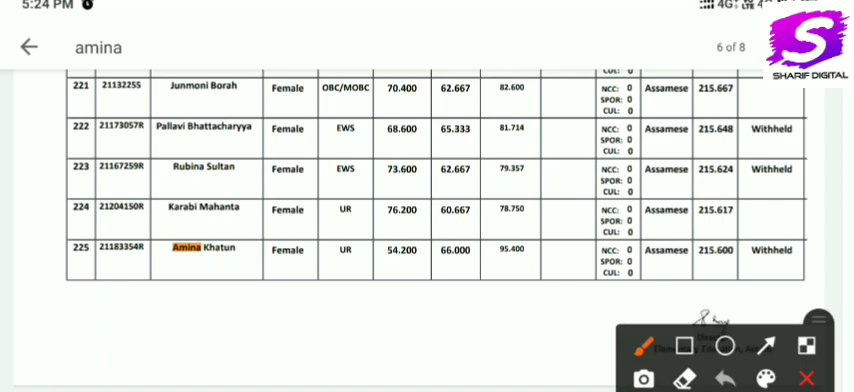 5:24 PM
4G LTE 4
amina 6 of 8
SHARIF DIGITAL
CUL: 0
221 21132255 Junmoni Borah Female OBC/MOBC 70.400 62.667 82.600 NCC: 0 Assamese 215.667
SPOR: 0
CUL: 0
222 21173057R Pallavi Bhattacharyya Female EWS 68.600 65.333 81.714 NCC: 0 Assamese 215.648 Withheld
SPOR: 0
CUL: 0
223 21167259R Rubina Sultan Female EWS 73.600 62.667 79.357 NCC: 0 Assamese 215.624 Withheld
SPOR: 0
CUL: 0
224 21204150R Karabi Mahanta Female UR 76.200 60.667 78.750 NCC: 0 Assamese 215.617
SPOR: 0
CUL: 0
225 21183354R Amina Khatun Female UR 54.200 66.000 95.400 NCC: 0 Assamese 215.600 Withheld
SPOR: 0
CUL: 0